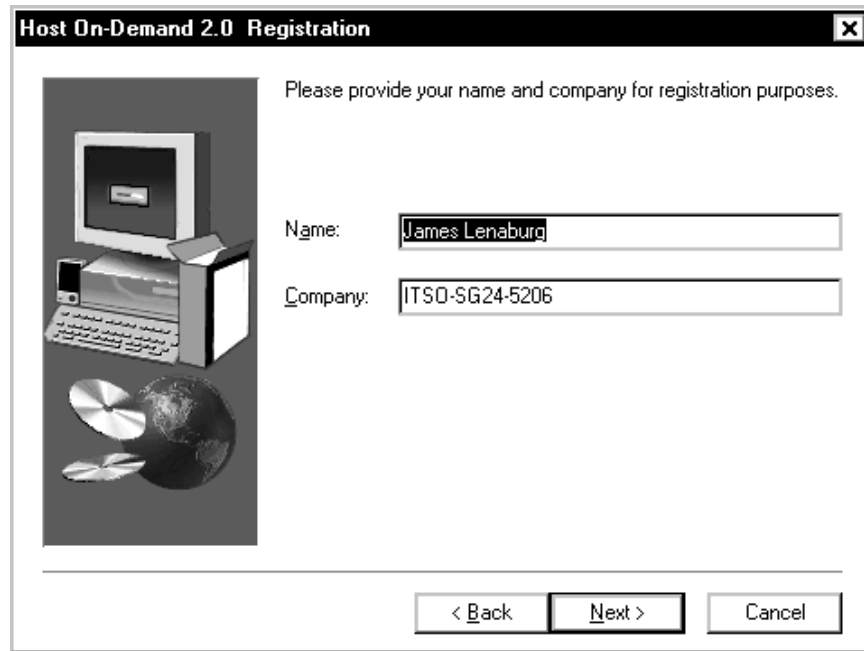 Host On-Demand 2.0 Registration
Please provide your name and company for registration purposes.
Name: James Lenaburg
Company: ITSO-SG24-5206
< Back Next > Cancel